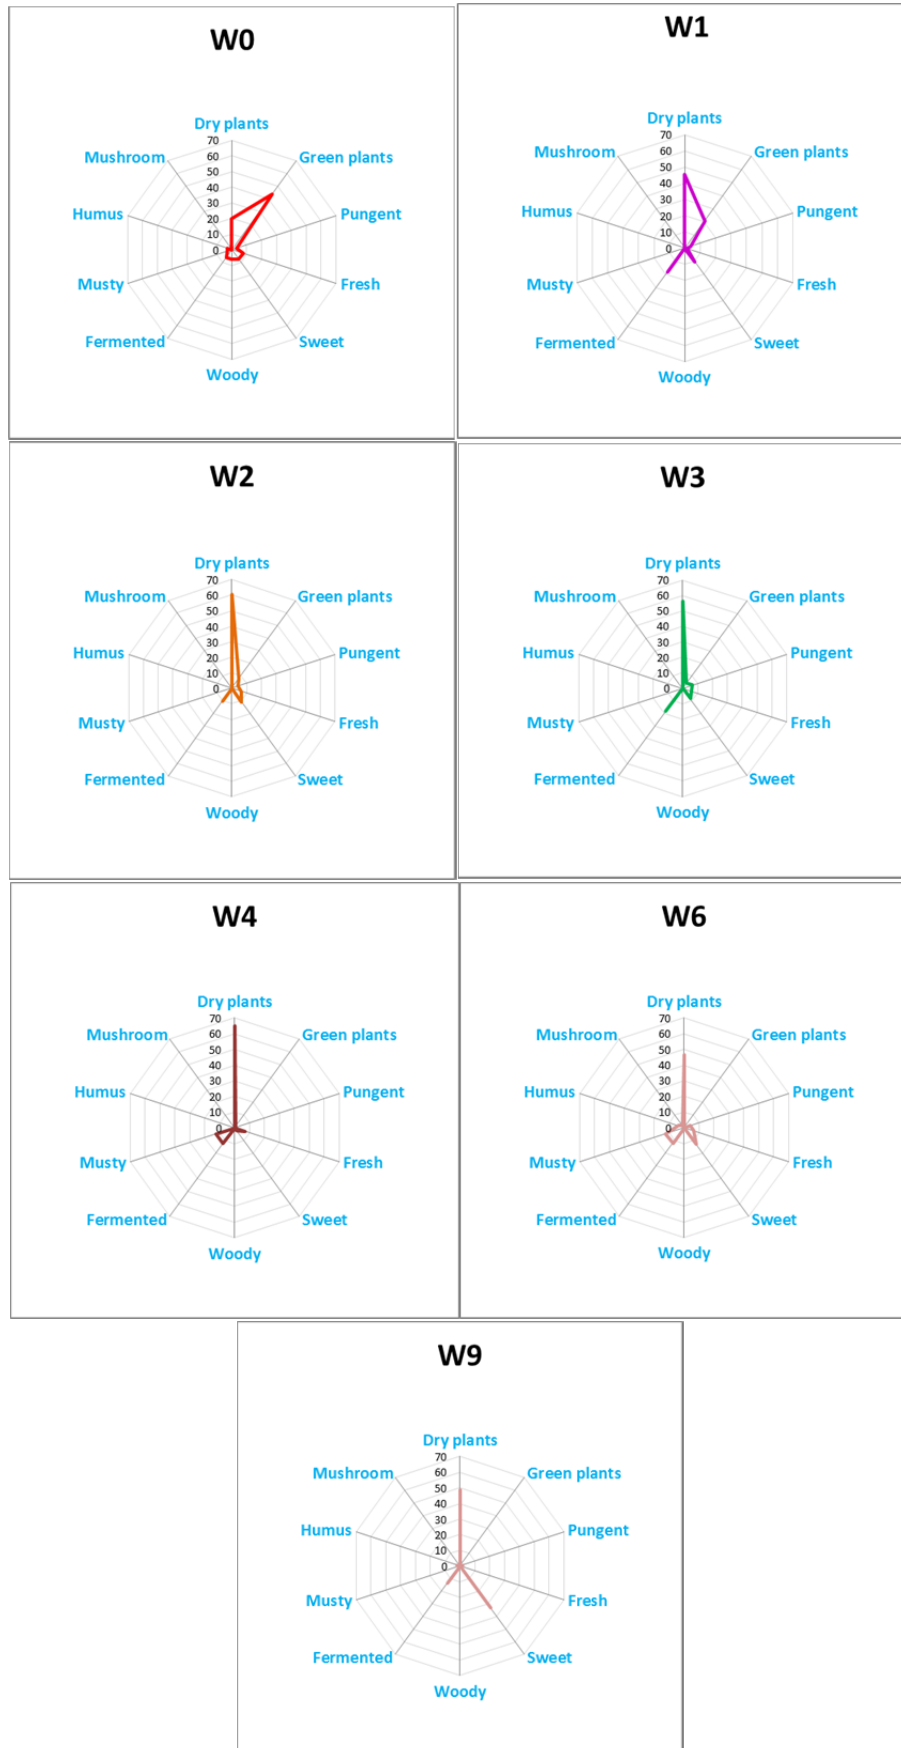 W0
Dry plants
70
Mushroom
60
Green plants
50
40
Humus
30
Pungent
20
10
0
Musty
Fresh
Fermented
Sweet
Woody
W1
Dry plants
70
Mushroom
60
Green plants
50
40
Humus
30
Pungent
20
10
0
Musty
Fresh
Fermented
Sweet
Woody
W2
Dry plants
70
Mushroom
60
Green plants
50
40
Humus
30
Pungent
20
10
0
Musty
Fresh
Fermented
Sweet
Woody
W3
Dry plants
70
Mushroom
60
Green plants
50
40
Humus
30
Pungent
20
10
0
Musty
Fresh
Fermented
Sweet
Woody
W4
Dry plants
70
Mushroom
60
Green plants
50
40
Humus
30
Pungent
20
10
0
Musty
Fresh
Fermented
Sweet
Woody
W6
Dry plants
70
Mushroom
60
Green plants
50
40
Humus
30
Pungent
20
10
0
Musty
Fresh
Fermented
Sweet
Woody
W9
Dry plants
70
Mushroom
60
Green plants
50
40
Humus
30
Pungent
20
10
0
Musty
Fresh
Fermented
Sweet
Woody